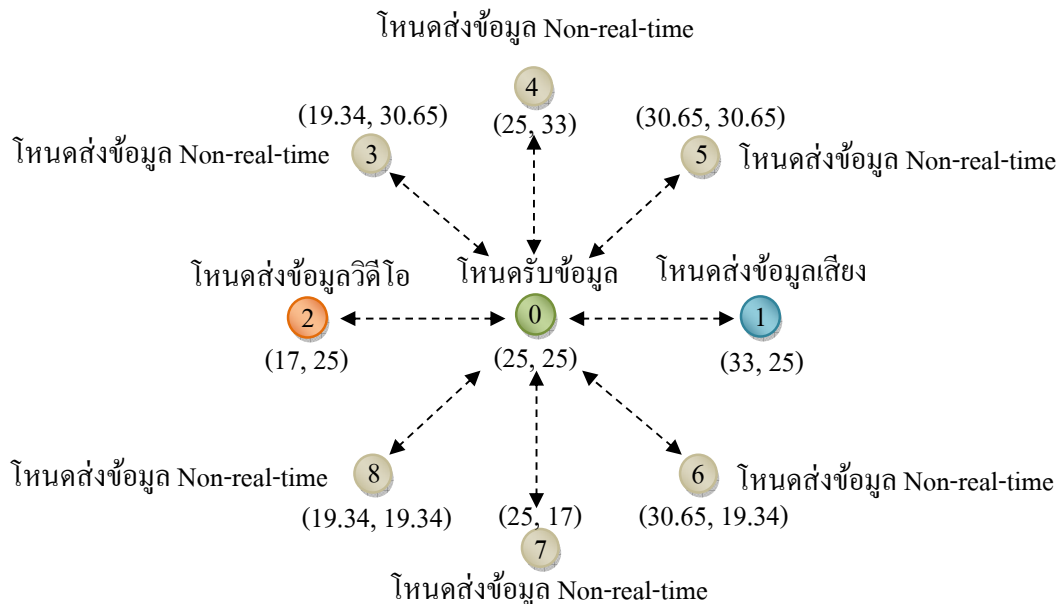 โหนดส่งข้อมูล Non-real-time
4
(19.34, 30.65)
(25, 33)
(30.65, 30.65)
โหนดส่งข้อมูล Non-real-time
3
5
โหนดส่งข้อมูล Non-real-time
โหนดส่งข้อมูลวิดีโอ
โหนดรับข้อมูล
โหนดส่งข้อมูลเสียง
2
0
1
(17, 25)
(25, 25)
(33, 25)
โหนดส่งข้อมูล Non-real-time
8
6
โหนดส่งข้อมูล Non-real-time
(19.34, 19.34)
(25, 17)
(30.65, 19.34)
7
โหนดส่งข้อมูล Non-real-time